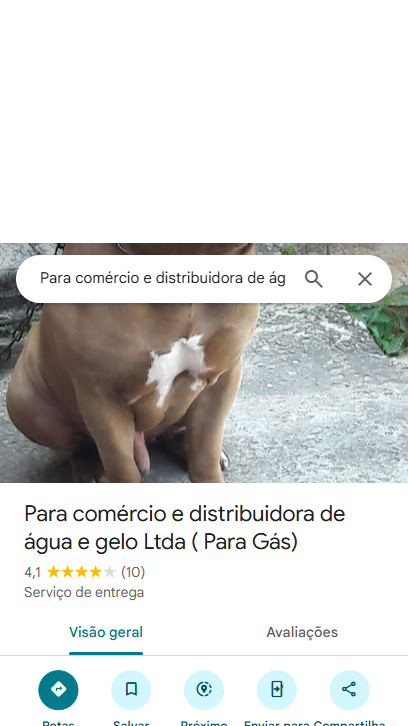 Para comércio e distribuidora de ág
Para comércio e distribuidora de
água e gelo Ltda ( Para Gás)
4,1 (10)
Serviço de entrega
Visão geral Avaliações
Rotas Salvar Próximo Enviar para Compartilha